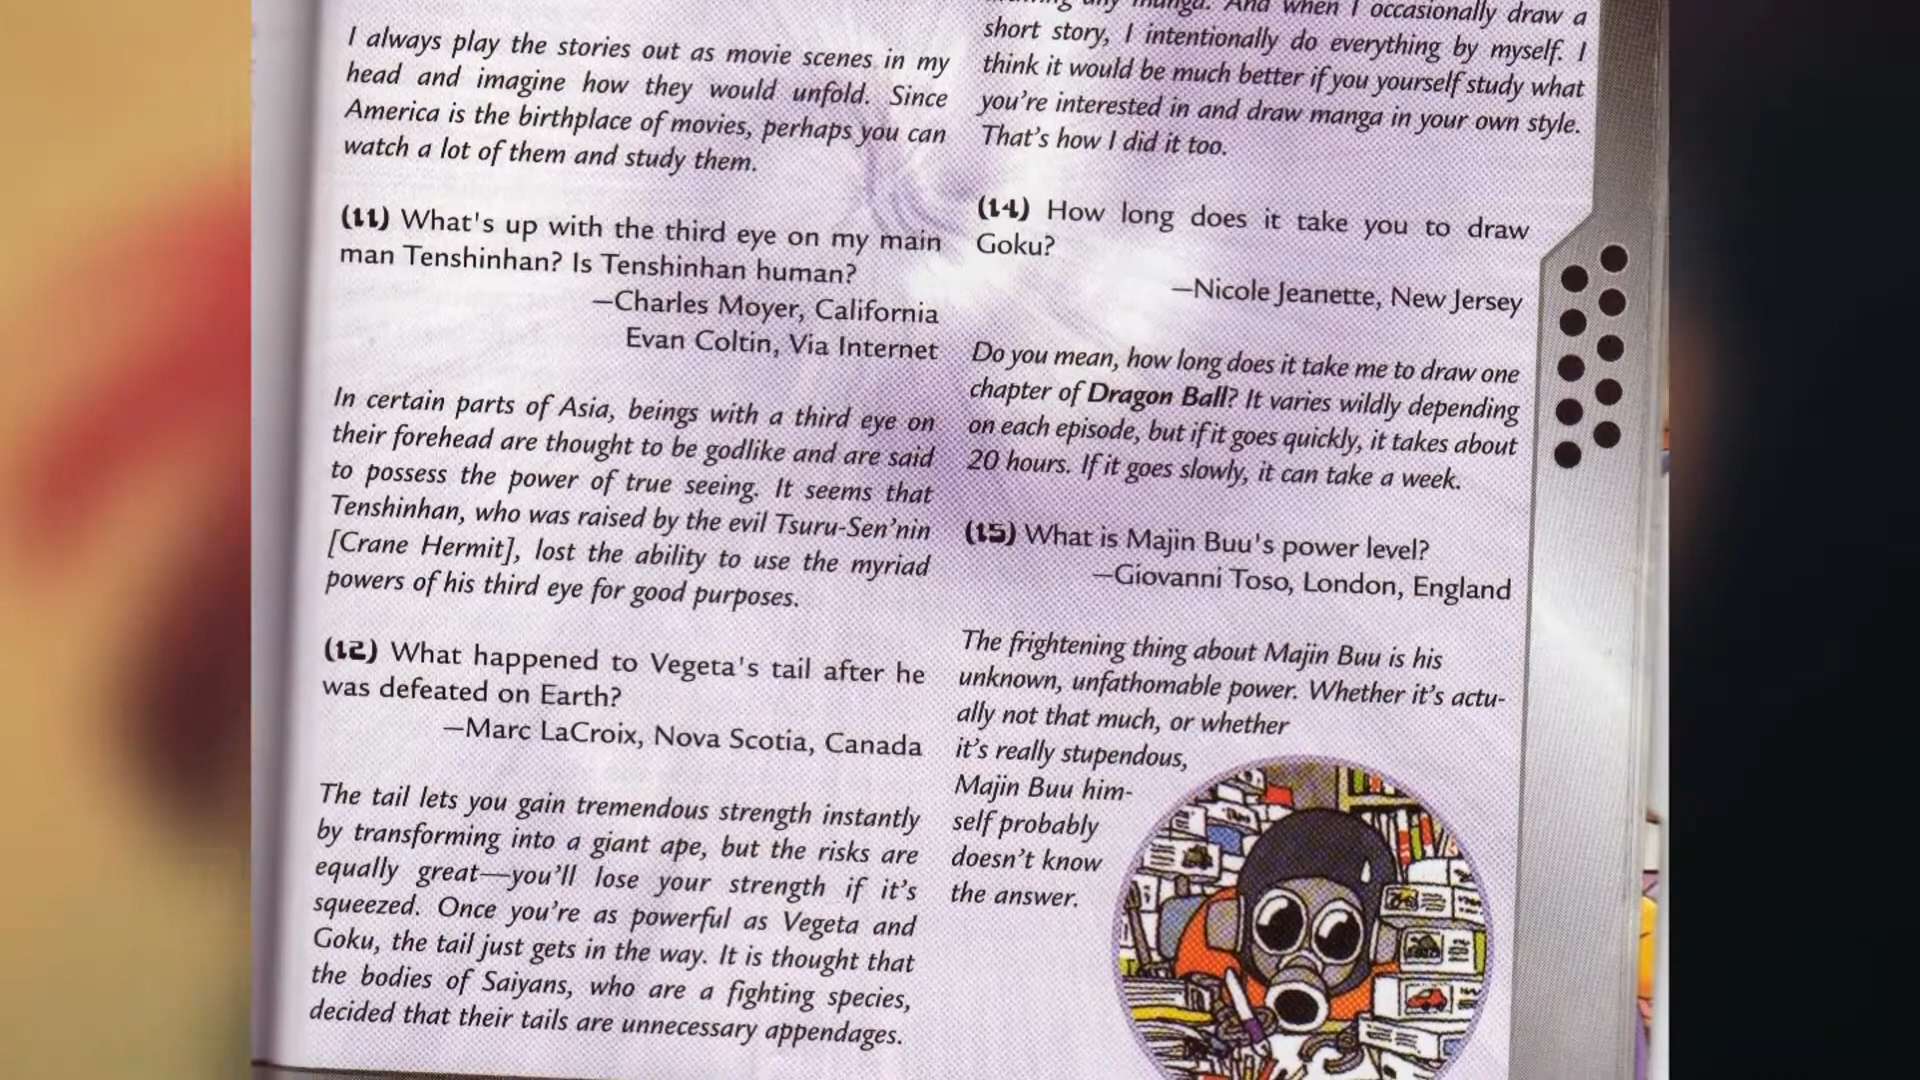 I always play the stories out as movie scenes in my
head and imagine how they would unfold. Since
America is the birthplace of movies, perhaps you can
watch a lot of them and study them.
(11) What's up with the third eye on my main
man Tenshinhan? Is Tenshinhan human?
—Charles Moyer, California
Evan Coltin, Via Internet
In certain parts of Asia, beings with a third eye on
their forehead are thought to be godlike and are said
to possess the power of true seeing. It seems that
Tenshinhan, who was raised by the evil Tsuru-Sen'nin
[Crane Hermit], lost the ability to use the myriad
powers of his third eye for good purposes.
(12) What happened to Vegeta's tail after he
was defeated on Earth?
—Marc LaCroix, Nova Scotia, Canada
The tail lets you gain tremendous strength instantly
by transforming into a giant ape, but the risks are
equally great—you'll lose your strength if it's
squeezed. Once you're as powerful as Vegeta and
Goku, the tail just gets in the way. It is thought that
the bodies of Saiyans, who are a fighting species,
decided that their tails are unnecessary appendages.
any manga. And when I occasionally draw a
short story, I intentionally do everything by myself. I
think it would be much better if you yourself study what
you're interested in and draw manga in your own style.
That's how I did it too.
(14) How long does it take you to draw
Goku?
—Nicole Jeanette, New Jersey
Do you mean, how long does it take me to draw one
chapter of Dragon Ball? It varies wildly depending
on each episode, but if it goes quickly, it takes about
20 hours. If it goes slowly, it can take a week.
(15) What is Majin Buu's power level?
—Giovanni Toso, London, England
The frightening thing about Majin Buu is his
unknown, unfathomable power. Whether it's actu-
ally not that much, or whether
it's really stupendous,
Majin Buu him-
self probably
doesn't know
the answer.